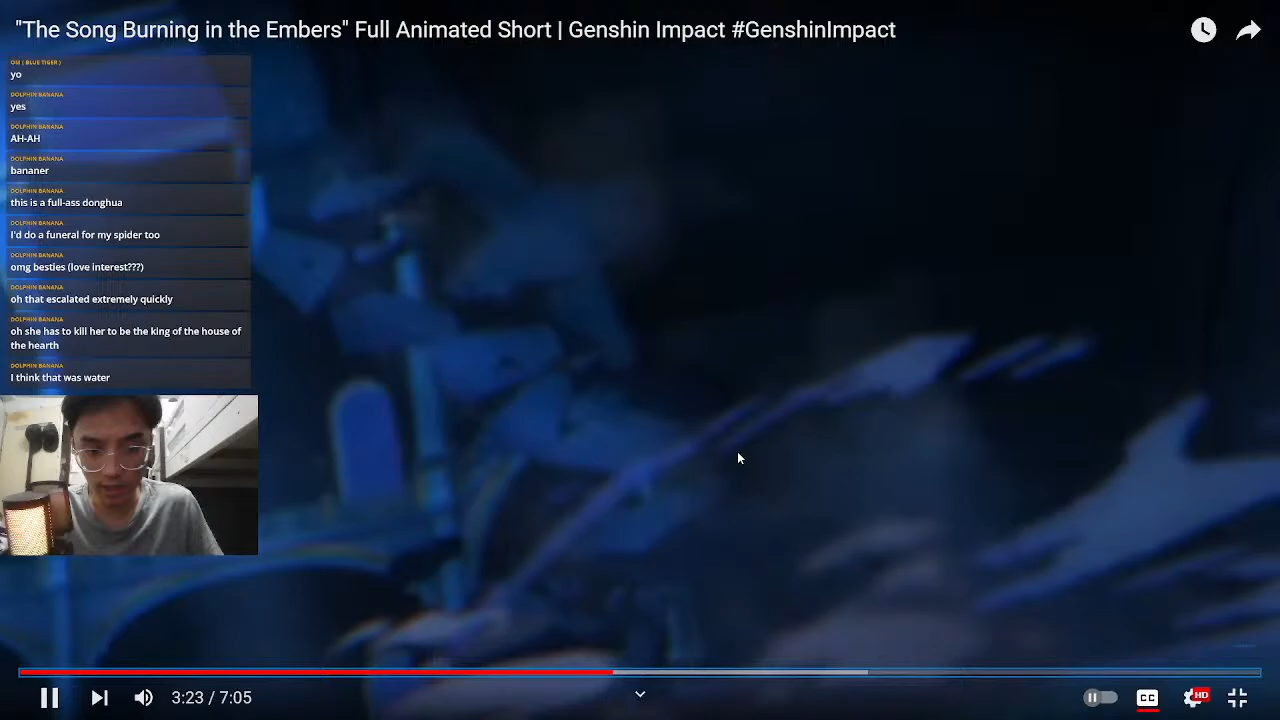 "The Song Burning in the Embers" Full Animated Short | Genshin Impact #GenshinImpact
OM ( BLUE TIGER )
yo
DOLPHIN BANANA
yes
DOLPHIN BANANA
AH-AH
DOLPHIN BANANA
bananer
DOLPHIN BANANA
this is a full-ass donghua
DOLPHIN BANANA
I'd do a funeral for my spider too
DOLPHIN BANANA
omg besties (love interest???)
DOLPHIN BANANA
oh that escalated extremely quickly
DOLPHIN BANANA
oh she has to kill her to be the king of the house of
the hearth
DOLPHIN BANANA
I think that was water
3:23 / 7:05
CC
HD